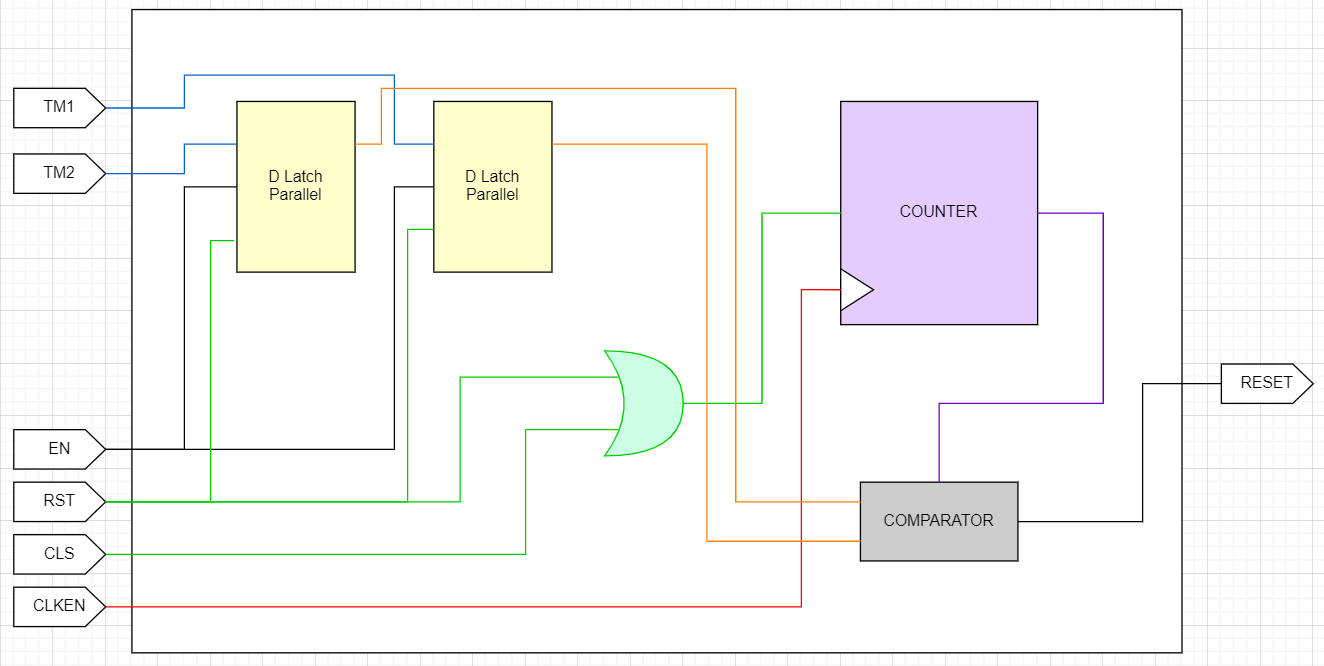 TM1
TM2
D Latch
Parallel
D Latch
Parallel
COUNTER
RESET
EN
RST
CLS
CLKEN
COMPARATOR